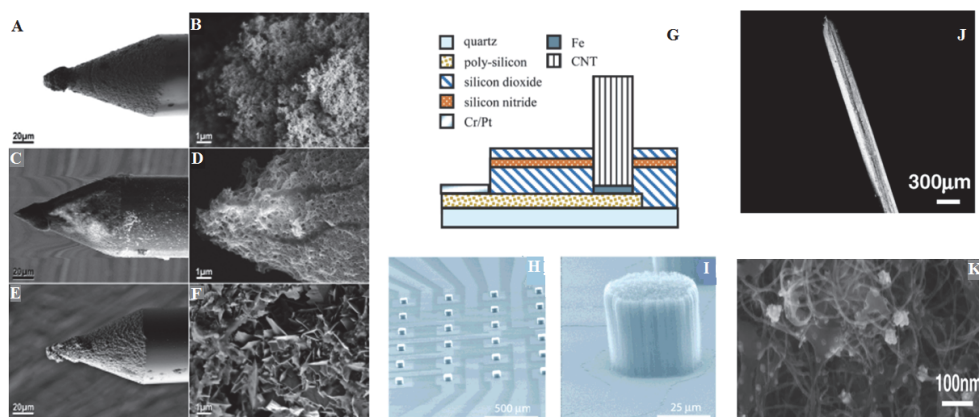 A
20μm
B
1μm
C
20μm
D
1μm
E
20μm
F
1μm
G
quartz
poly-silicon
silicon dioxide
silicon nitride
Cr/Pt
Fe
CNT
H
500 μm
I
25 μm
J
300μm
K
100nm